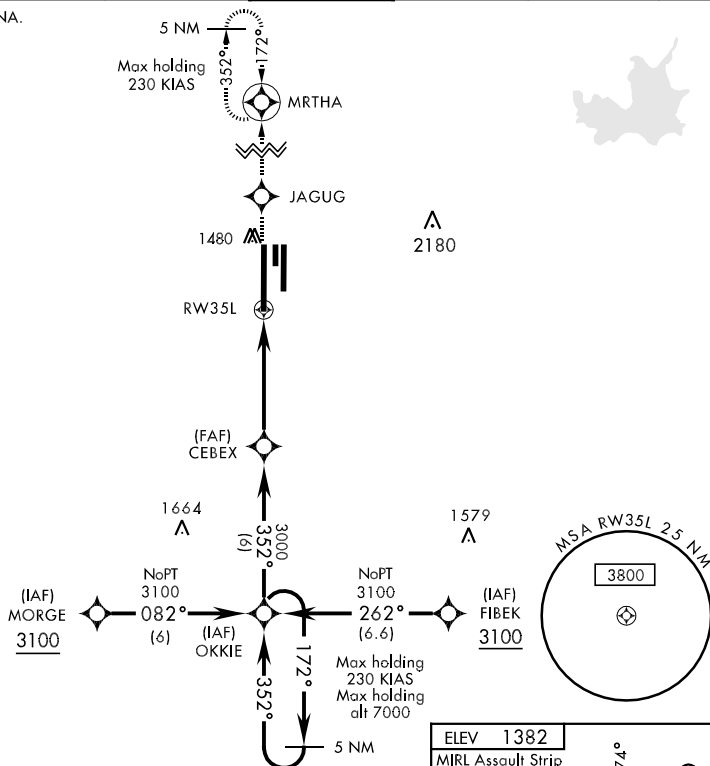 NA.
5 NM
352°
172°
Max holding
230 KIAS
MRTHA
JAGUG
1480
2180
RW35L
(FAF)
CEBEX
1664
1579
3000
352°
(6)
MSA RW35L 25 NM
3800
(IAF)
MORGE
3100
NoPT
3100
082°
(6)
(IAF)
OKKIE
NoPT
3100
262°
(6.6)
(IAF)
FIBEK
3100
352°
172°
Max holding
230 KIAS
Max holding
alt 7000
5 NM
ELEV 1382
MIRL Assault Strip